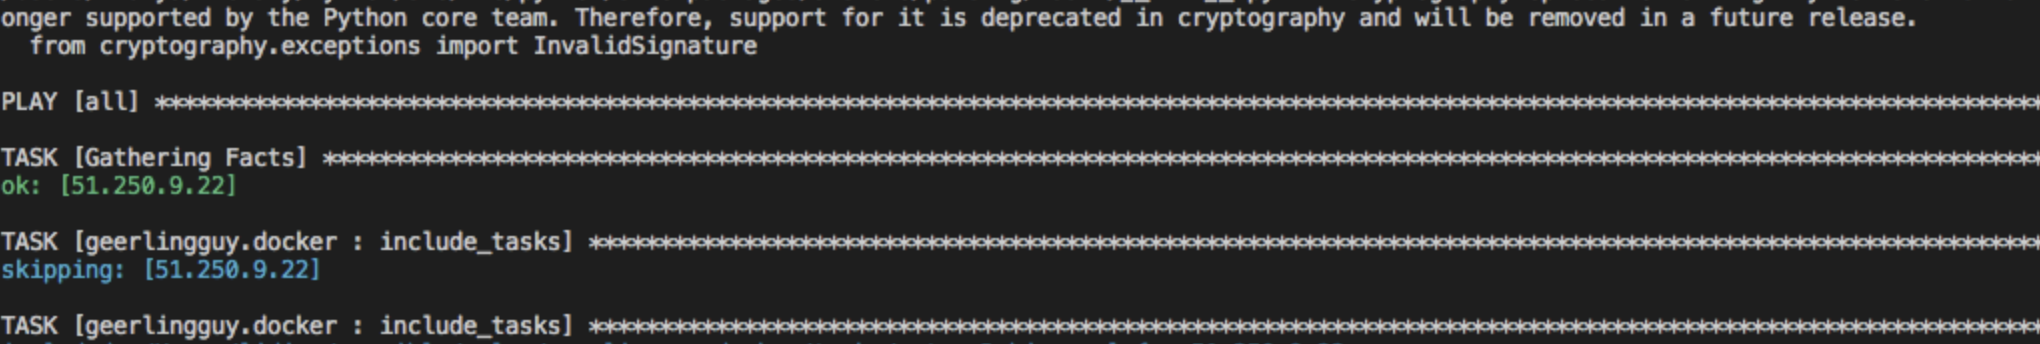 onger supported by the Python core team. Therefore, support for it is deprecated in cryptography and will be removed in a future release.
from cryptography.exceptions import InvalidSignature
PLAY [all] ****************************************************************************************************************************************
TASK [Gathering Facts] ****************************************************************************************************************************
ok: [51.250.9.22]
TASK [geerlingguy.docker : include_tasks] *********************************************************************************************************
skipping: [51.250.9.22]
TASK [geerlingguy.docker : include_tasks] *********************************************************************************************************